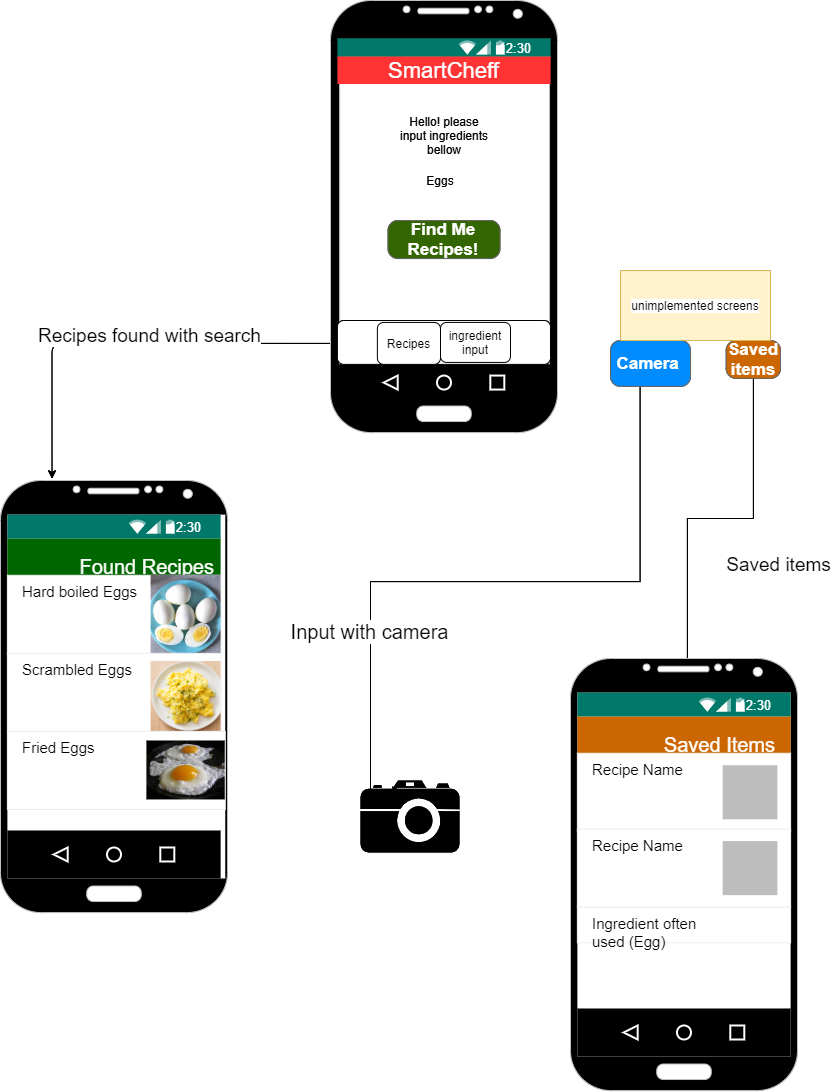 2:30
SmartCheff
Hello! please
input ingredients
bellow
Eggs
Find Me
Recipes!
Recipes
ingredient
input
unimplemented screens
Camera
Saved
items
Recipes found with search
2:30
Found Recipes
Hard boiled Eggs
Scrambled Eggs
Fried Eggs
Input with camera
Saved items
2:30
Saved Items
Recipe Name
Recipe Name
Ingredient often
used (Egg)